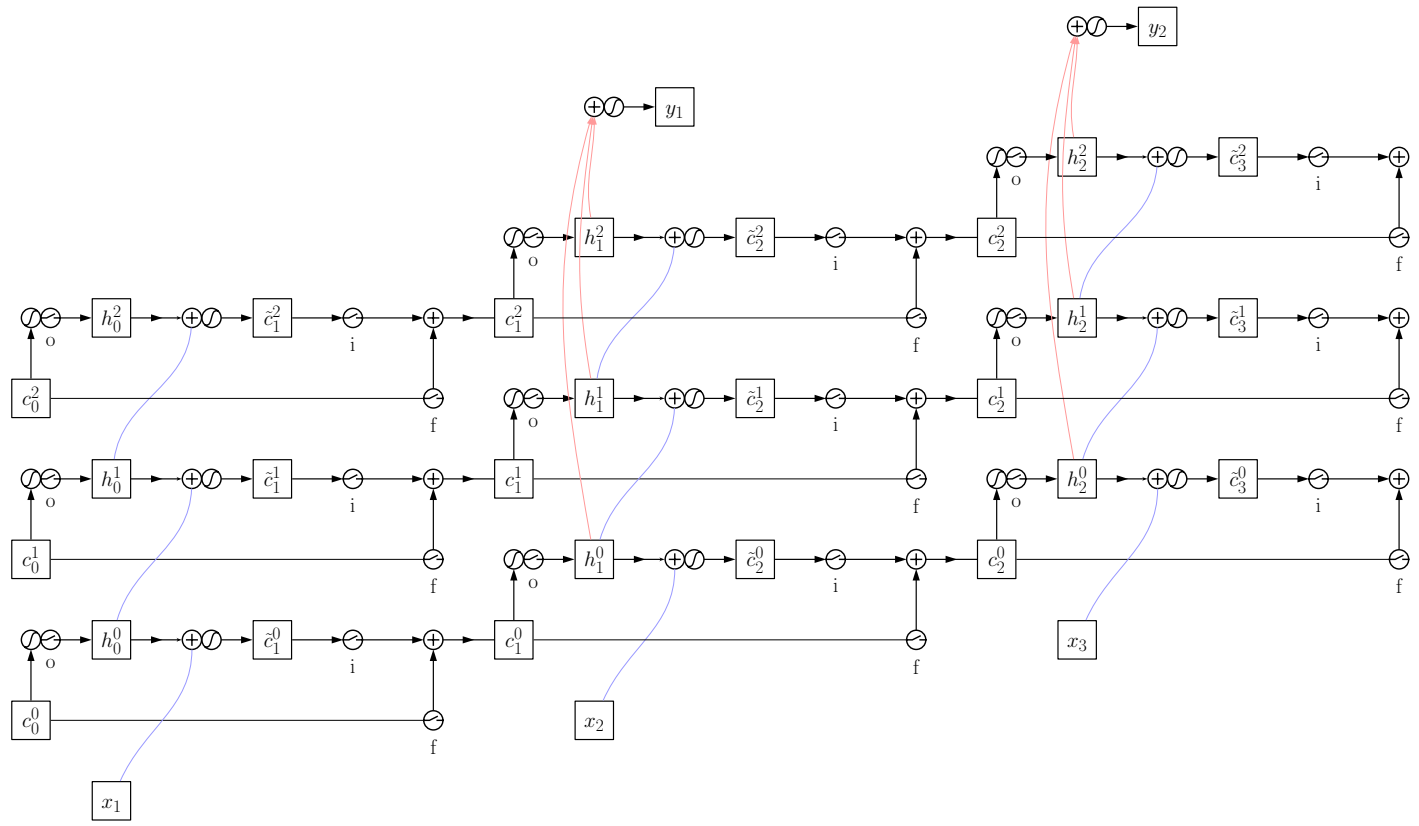 y_2
y_1
h_2^2 c̃_3^2
o i
h_1^2 c̃_2^2 c_2^2
o i f
h_0^2 c̃_1^2 c_1^2 h_2^1 c̃_3^1
o i f o i
c_0^2 h_1^1 c̃_2^1 c_2^1
f o i f
h_0^1 c̃_1^1 c_1^1 h_2^0 c̃_3^0
o i f o i
c_0^1 h_1^0 c̃_2^0 c_2^0
f o i f
h_0^0 c̃_1^0 c_1^0 x_3
o i f
c_0^0 x_2
f
x_1